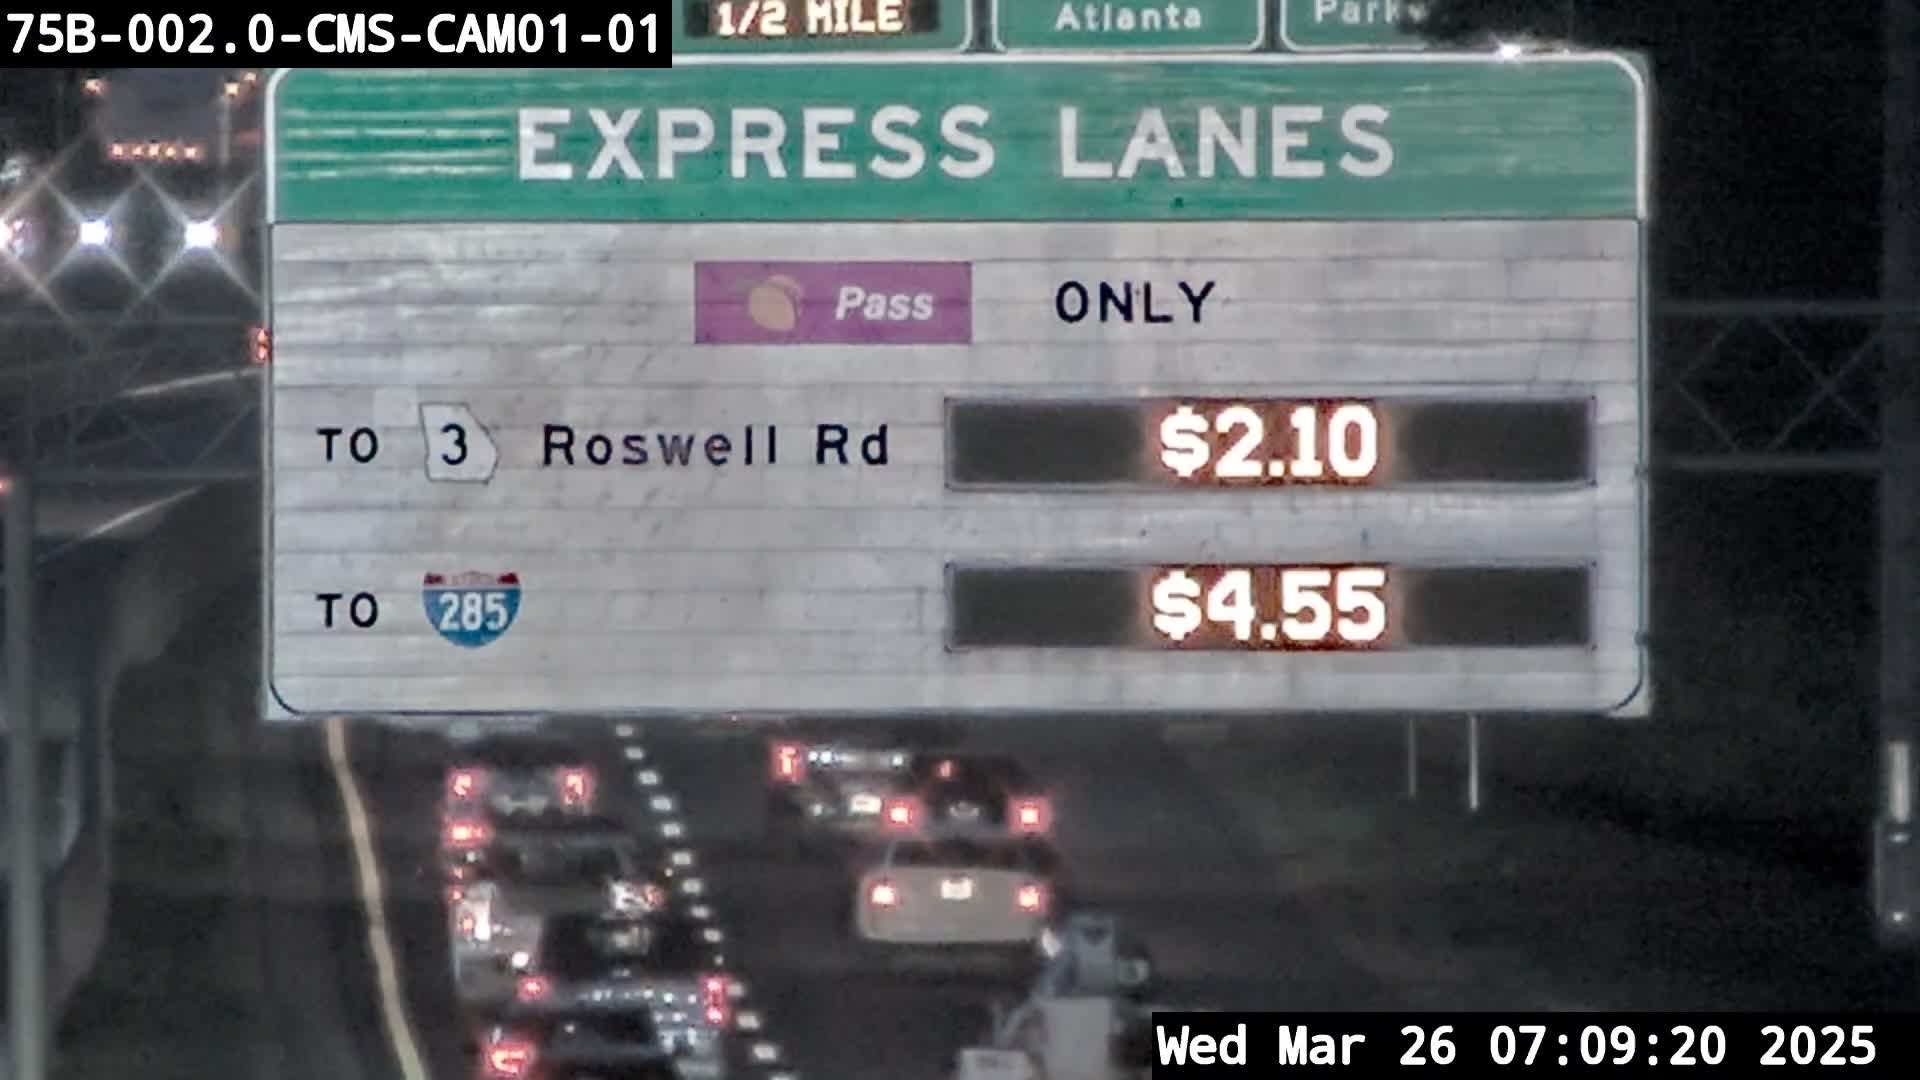 75B-002.0-CMS-CAM01-01
1/2 MILE
Atlanta
EXPRESS LANES
Pass ONLY
TO 3 Roswell Rd $2.10
TO 285 $4.55
Wed Mar 26 07:09:20 2025